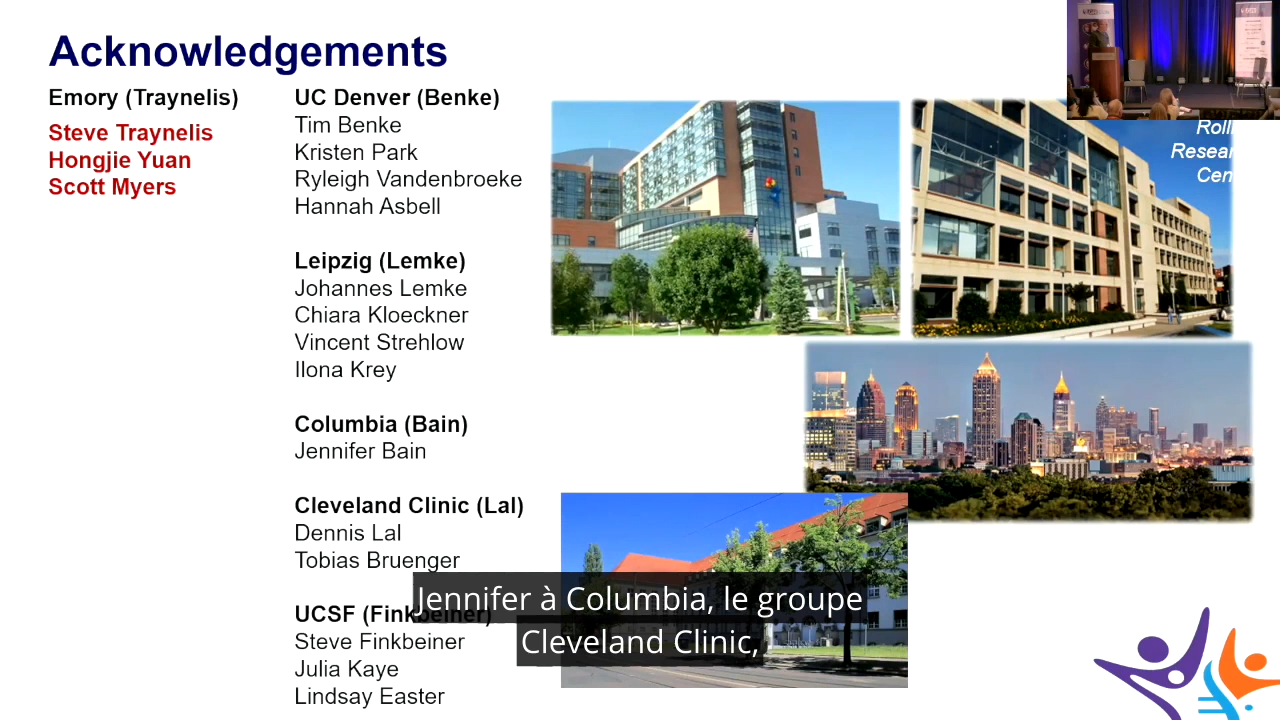 Acknowledgements
Emory (Traynelis)
Steve Traynelis
Hongjie Yuan
Scott Myers
UC Denver (Benke)
Tim Benke
Kristen Park
Ryleigh Vandenbroeke
Hannah Asbell
Leipzig (Lemke)
Johannes Lemke
Chiara Kloeckner
Vincent Strehlow
Ilona Krey
Columbia (Bain)
Jennifer Bain
Cleveland Clinic (Lal)
Dennis Lal
Tobias Bruenger
UCSF (Finkbeiner)
Steve Finkbeiner
Julia Kaye
Lindsay Easter
Jennifer à Columbia, le groupe
Cleveland Clinic,